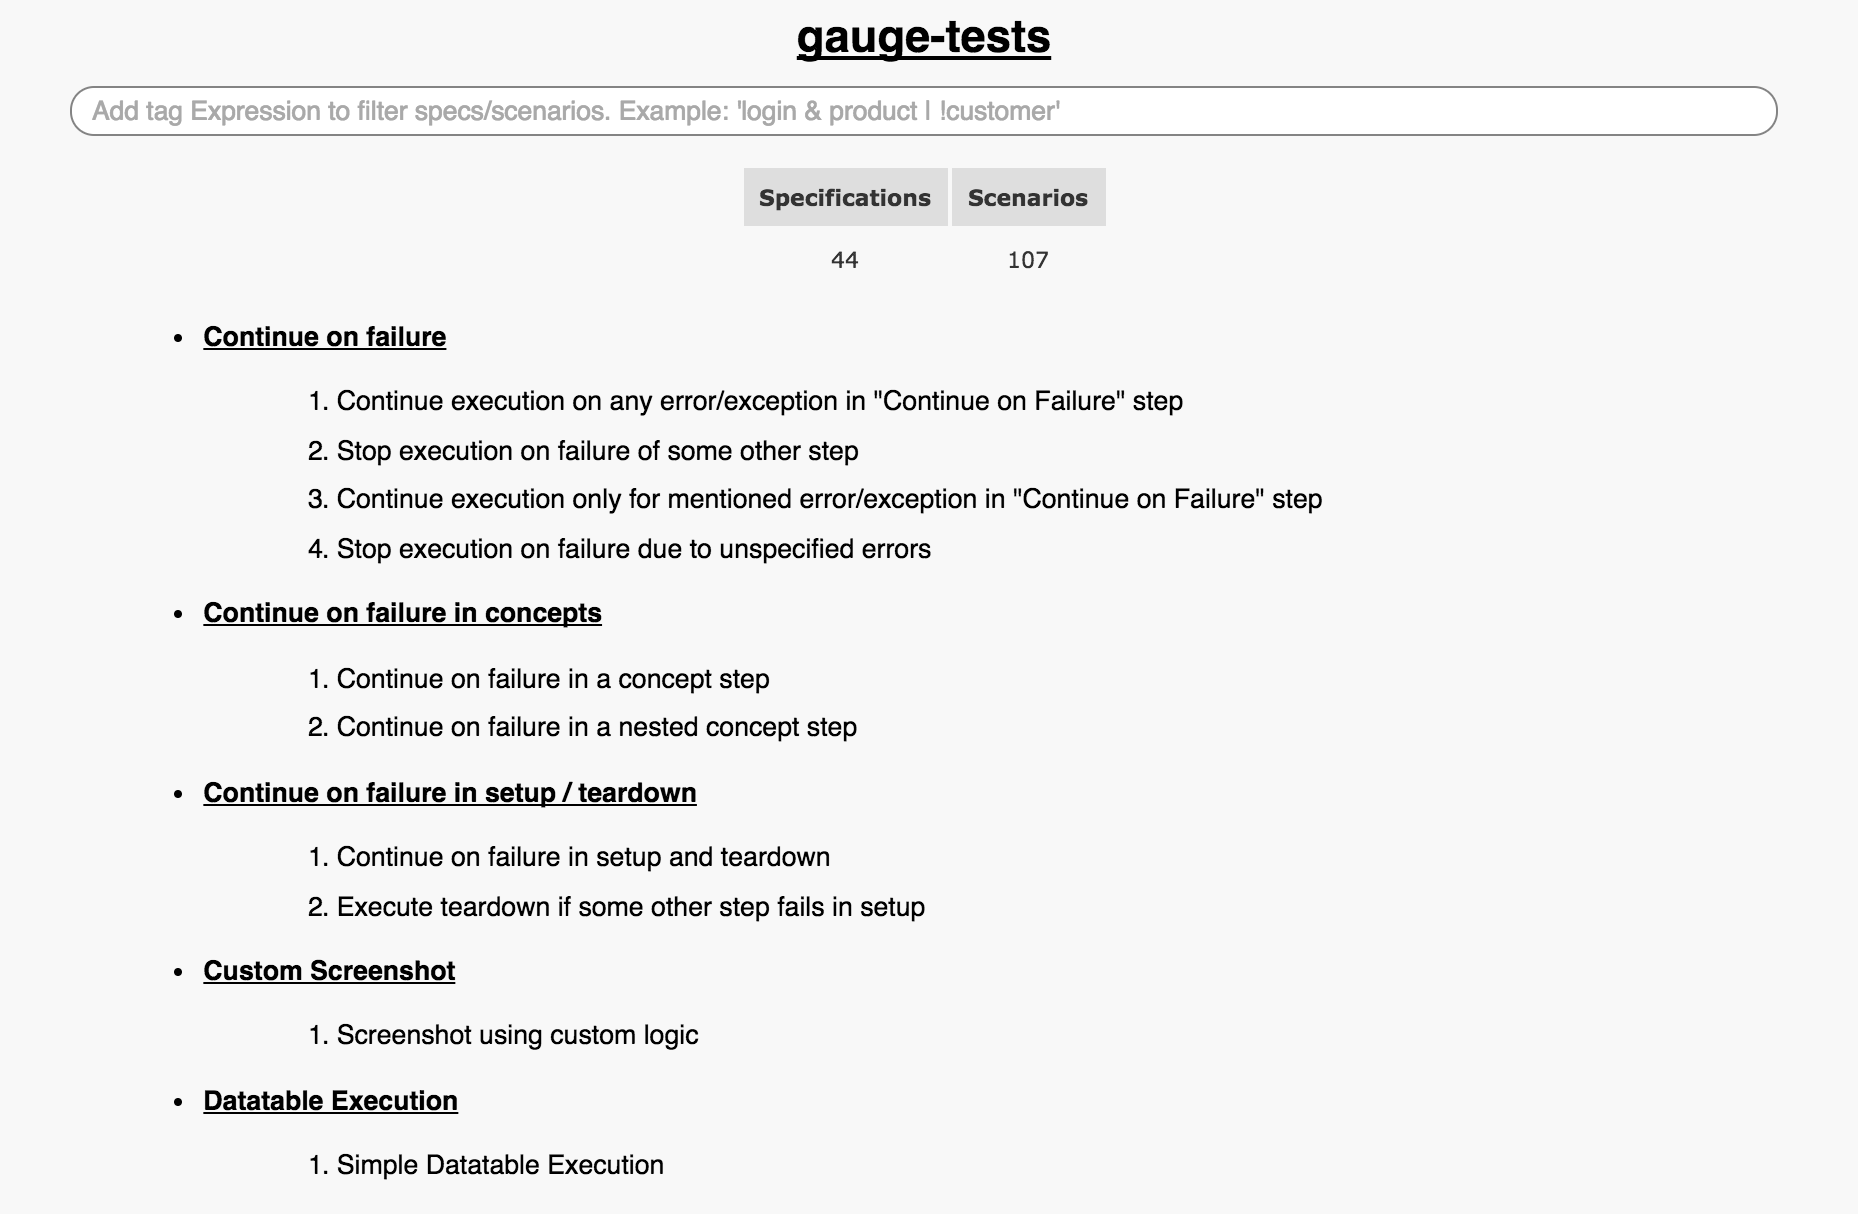 gauge-tests
Add tag Expression to filter specs/scenarios. Example: 'login & product | !customer'
Specifications Scenarios
44 107
• Continue on failure
1. Continue execution on any error/exception in "Continue on Failure" step
2. Stop execution on failure of some other step
3. Continue execution only for mentioned error/exception in "Continue on Failure" step
4. Stop execution on failure due to unspecified errors
• Continue on failure in concepts
1. Continue on failure in a concept step
2. Continue on failure in a nested concept step
• Continue on failure in setup / teardown
1. Continue on failure in setup and teardown
2. Execute teardown if some other step fails in setup
• Custom Screenshot
1. Screenshot using custom logic
• Datatable Execution
1. Simple Datatable Execution